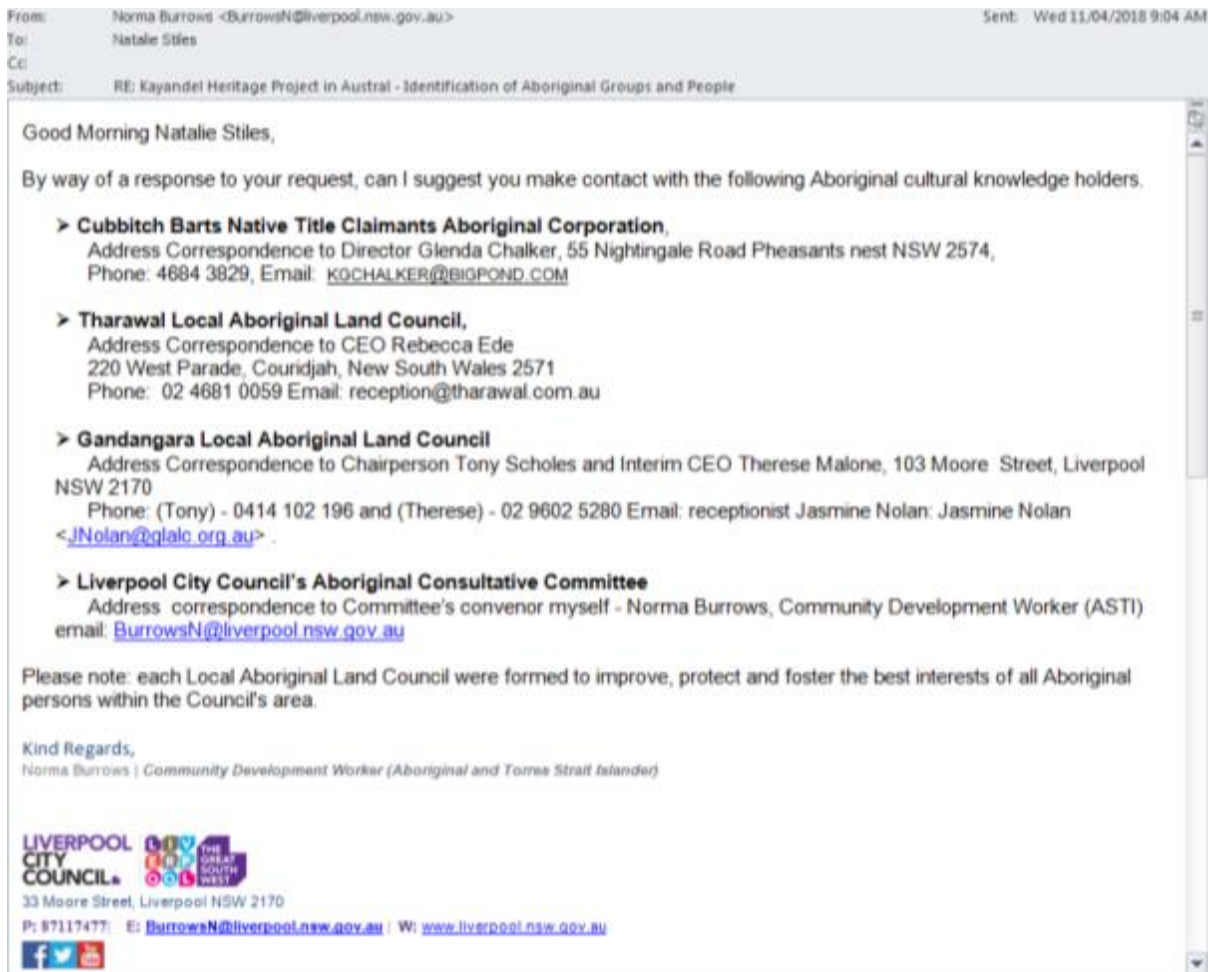 From: Norma Burrows <BurrowsN@liverpool.nsw.gov.au> Sent: Wed 11/04/2018 9:04 AM
To: Natalie Stiles
Cc:
Subject: RE: Kayandel Heritage Project in Austral - Identification of Aboriginal Groups and People
Good Morning Natalie Stiles,
By way of a response to your request, can I suggest you make contact with the following Aboriginal cultural knowledge holders.
➢ Cubbitch Barts Native Title Claimants Aboriginal Corporation,
Address Correspondence to Director Glenda Chalker, 55 Nightingale Road Pheasants nest NSW 2574,
Phone: 4684 3829, Email: KGCHALKER@BIGPOND.COM
➢ Tharawal Local Aboriginal Land Council,
Address Correspondence to CEO Rebecca Ede
220 West Parade, Couridjah, New South Wales 2571
Phone: 02 4681 0059 Email: reception@tharawal.com.au
➢ Gandangara Local Aboriginal Land Council
Address Correspondence to Chairperson Tony Scholes and Interim CEO Therese Malone, 103 Moore Street, Liverpool
NSW 2170
Phone: (Tony) - 0414 102 196 and (Therese) - 02 9602 5280 Email: receptionist Jasmine Nolan: Jasmine Nolan
<JNolan@glalc.org.au> .
➢ Liverpool City Council's Aboriginal Consultative Committee
Address correspondence to Committee's convenor myself - Norma Burrows, Community Development Worker (ASTI)
email: BurrowsN@liverpool.nsw.gov.au
Please note: each Local Aboriginal Land Council were formed to improve, protect and foster the best interests of all Aboriginal
persons within the Council's area.
Kind Regards,
Norma Burrows | Community Development Worker (Aboriginal and Torres Strait Islander)
LIVERPOOL
CITY
COUNCIL
LIV
ERP
OOL
THE
GREAT
SOUTH
WEST
33 Moore Street, Liverpool NSW 2170
P: 87117477 | E: BurrowsN@liverpool.nsw.gov.au | W: www.liverpool.nsw.gov.au